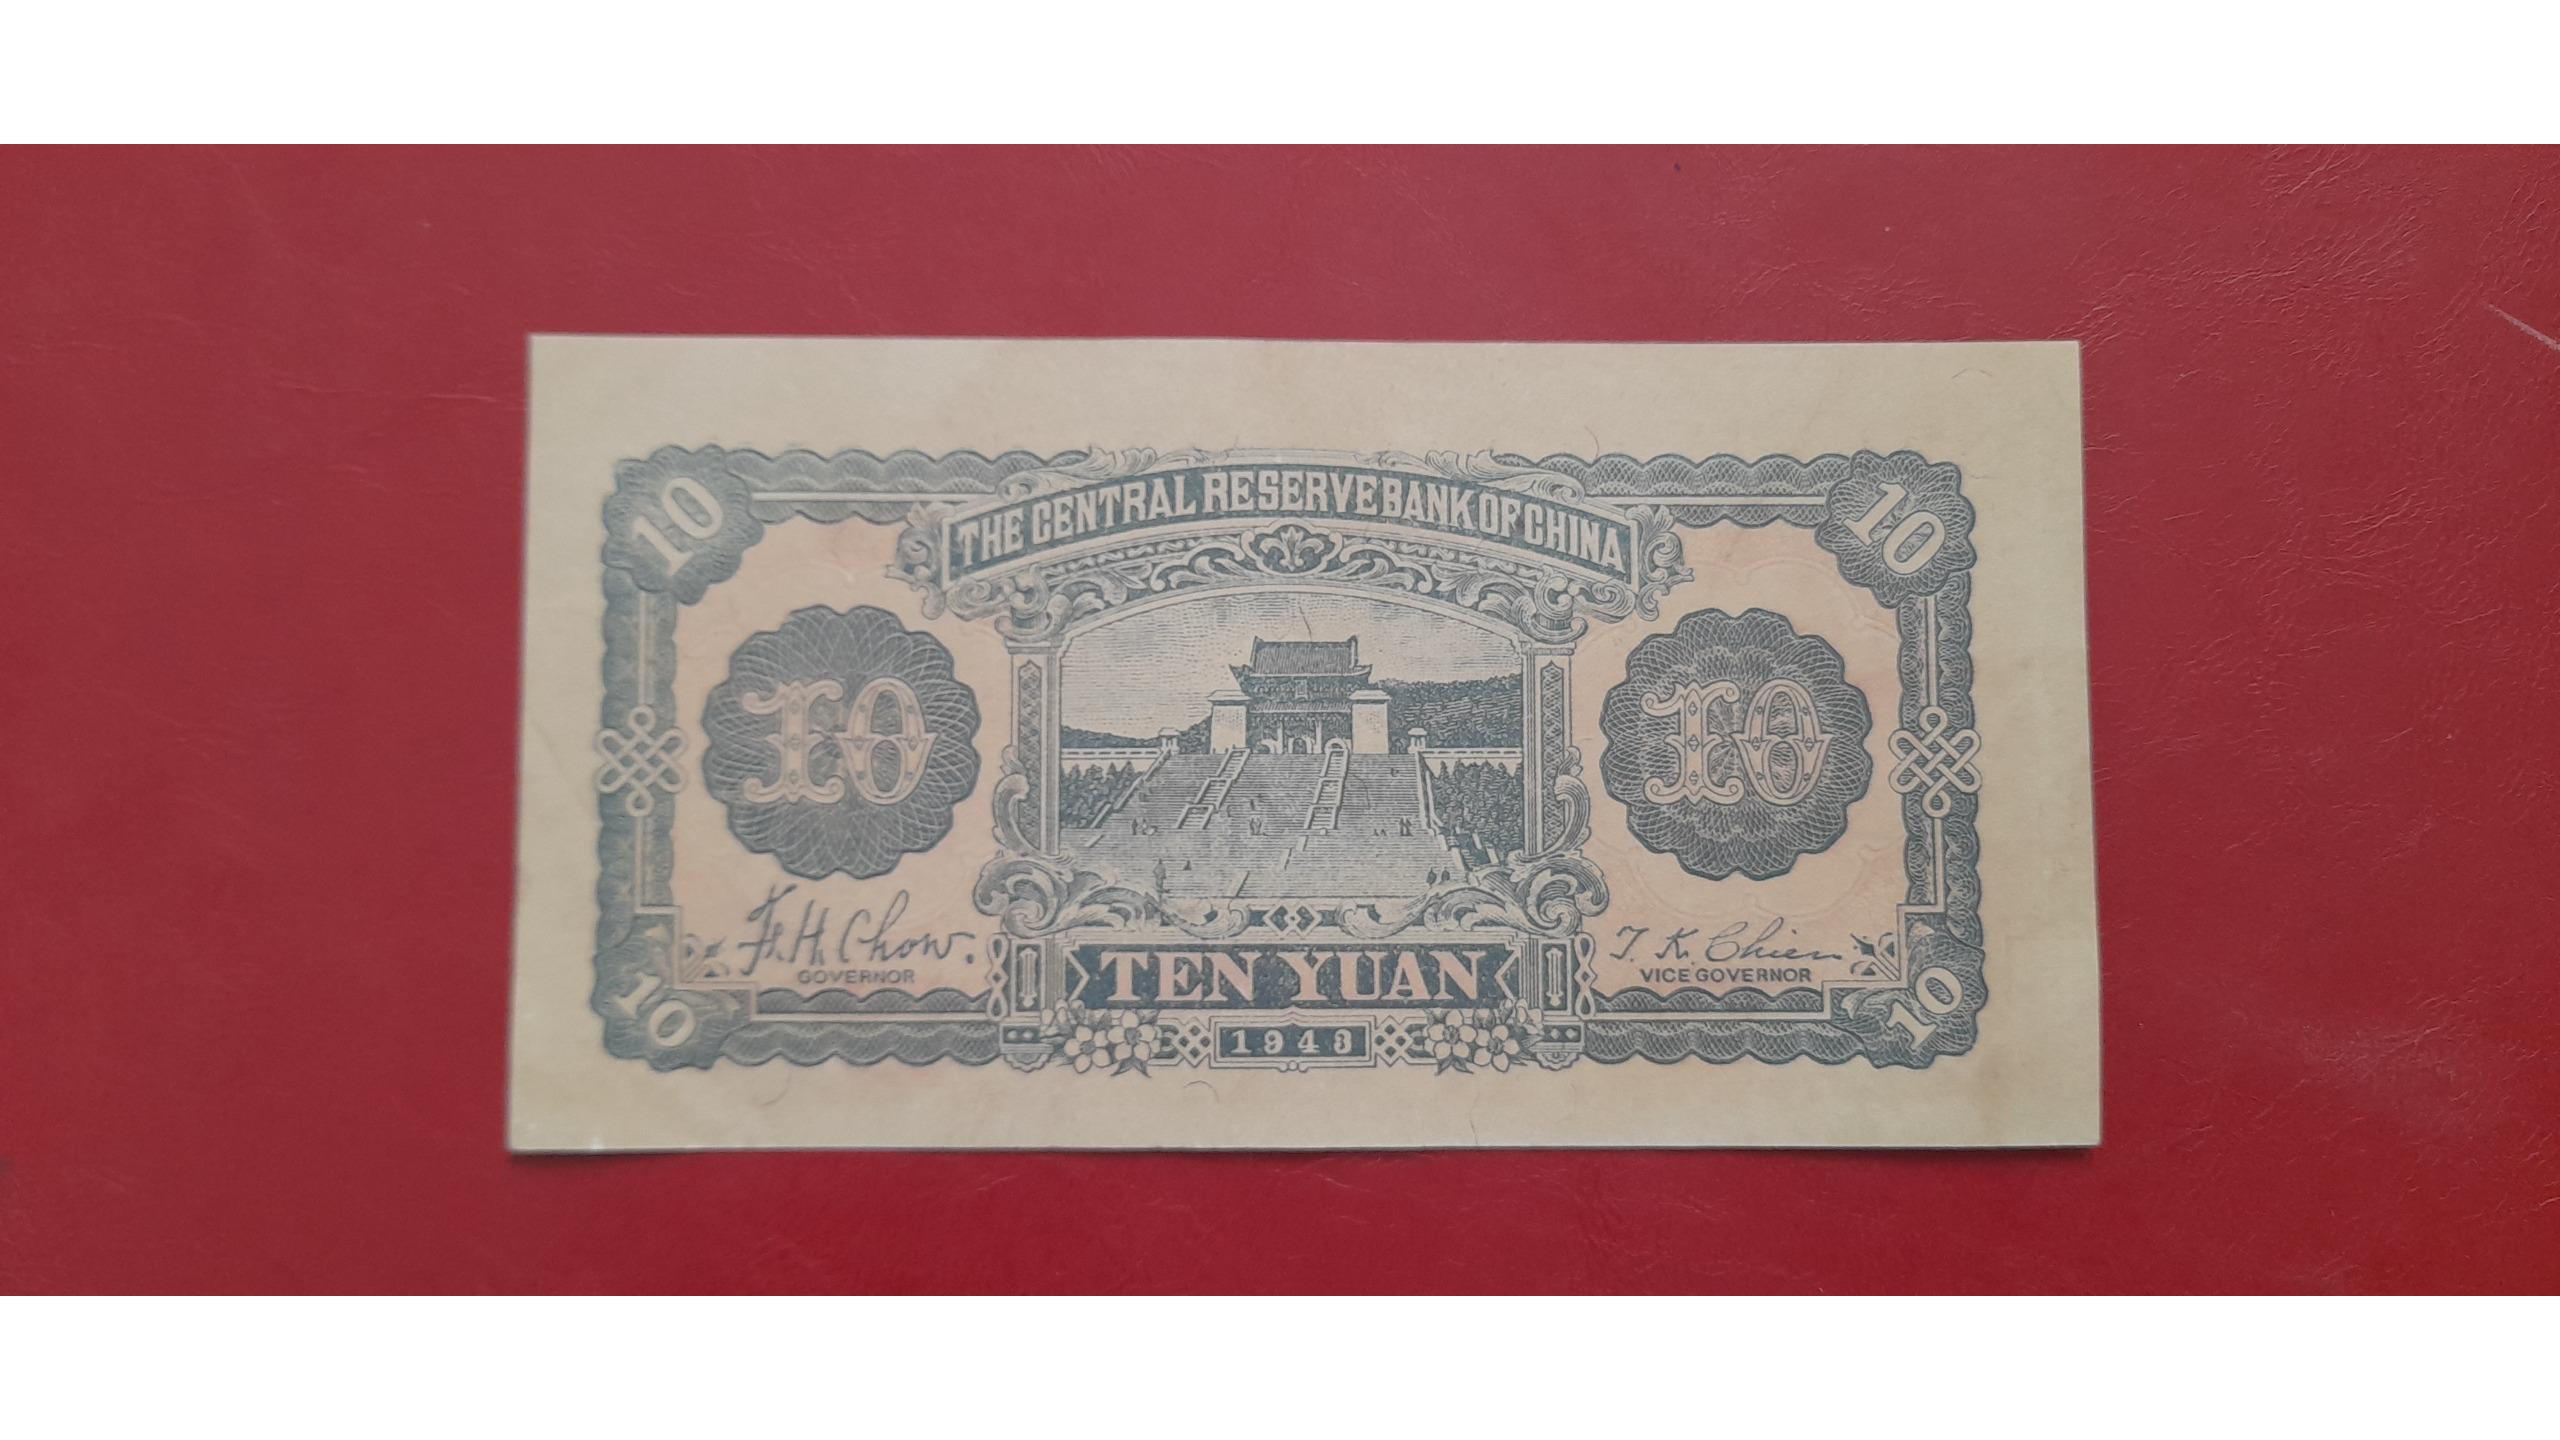 10 10
THE CENTRAL RESERVE BANK OF CHINA
10 10
F. H. Chow.
GOVERNOR
T. K. Chien
VICE GOVERNOR
TEN YUAN
10 10
1943